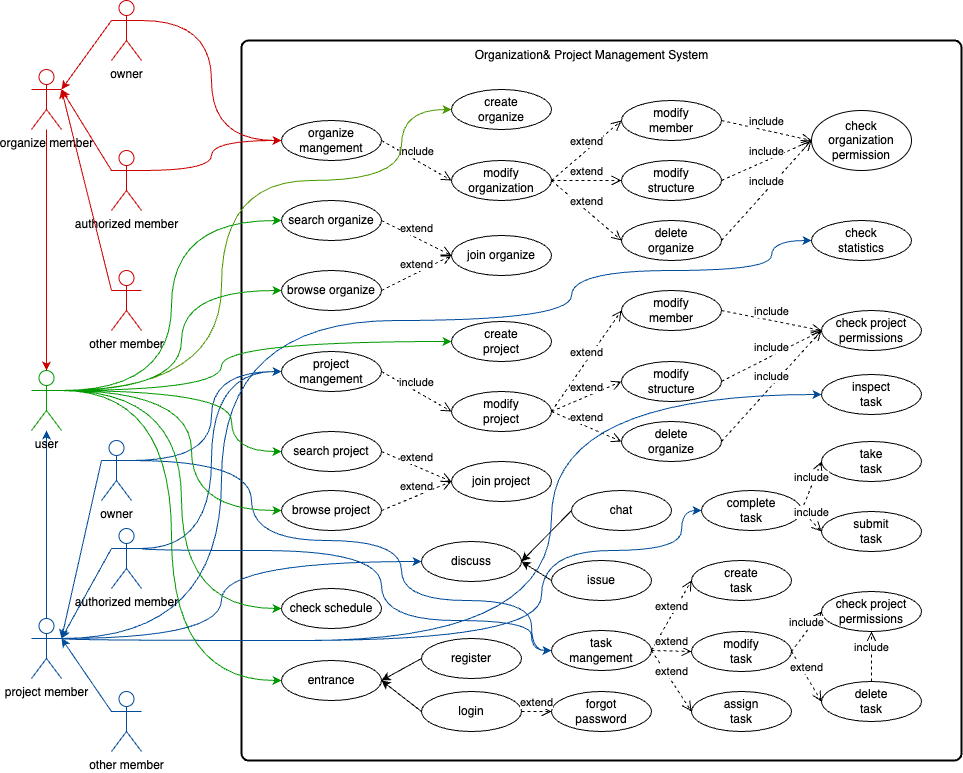 Organization& Project Management System
owner
organize member
authorized member
other member
user
owner
authorized member
project member
other member
organize
mangement
include
create
organize
modify
organization
extend
extend
extend
modify
member
modify
structure
delete
organize
include
include
include
check
organization
permission
search organize
extend
join organize
extend
browse organize
check
statistics
create
project
project
mangement
include
modify
project
extend
extend
extend
modify
member
modify
structure
delete
organize
include
include
include
check project
permissions
inspect
task
search project
extend
join project
extend
browse project
chat
discuss
issue
complete
task
include
include
take
task
submit
task
check schedule
create
task
extend
task
mangement
extend
modify
task
extend
assign
task
include
check project
permissions
include
extend
delete
task
register
entrance
login
extend
forgot
password